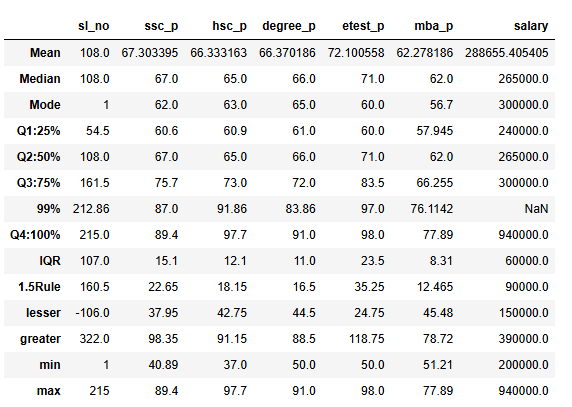 sl_no ssc_p hsc_p degree_p etest_p mba_p salary
Mean 108.0 67.303395 66.333163 66.370186 72.100558 62.278186 288655.405405
Median 108.0 67.0 65.0 66.0 71.0 62.0 265000.0
Mode 1 62.0 63.0 65.0 60.0 56.7 300000.0
Q1:25% 54.5 60.6 60.9 61.0 60.0 57.945 240000.0
Q2:50% 108.0 67.0 65.0 66.0 71.0 62.0 265000.0
Q3:75% 161.5 75.7 73.0 72.0 83.5 66.255 300000.0
99% 212.86 87.0 91.86 83.86 97.0 76.1142 NaN
Q4:100% 215.0 89.4 97.7 91.0 98.0 77.89 940000.0
IQR 107.0 15.1 12.1 11.0 23.5 8.31 60000.0
1.5Rule 160.5 22.65 18.15 16.5 35.25 12.465 90000.0
lesser -106.0 37.95 42.75 44.5 24.75 45.48 150000.0
greater 322.0 98.35 91.15 88.5 118.75 78.72 390000.0
min 1 40.89 37.0 50.0 50.0 51.21 200000.0
max 215 89.4 97.7 91.0 98.0 77.89 940000.0